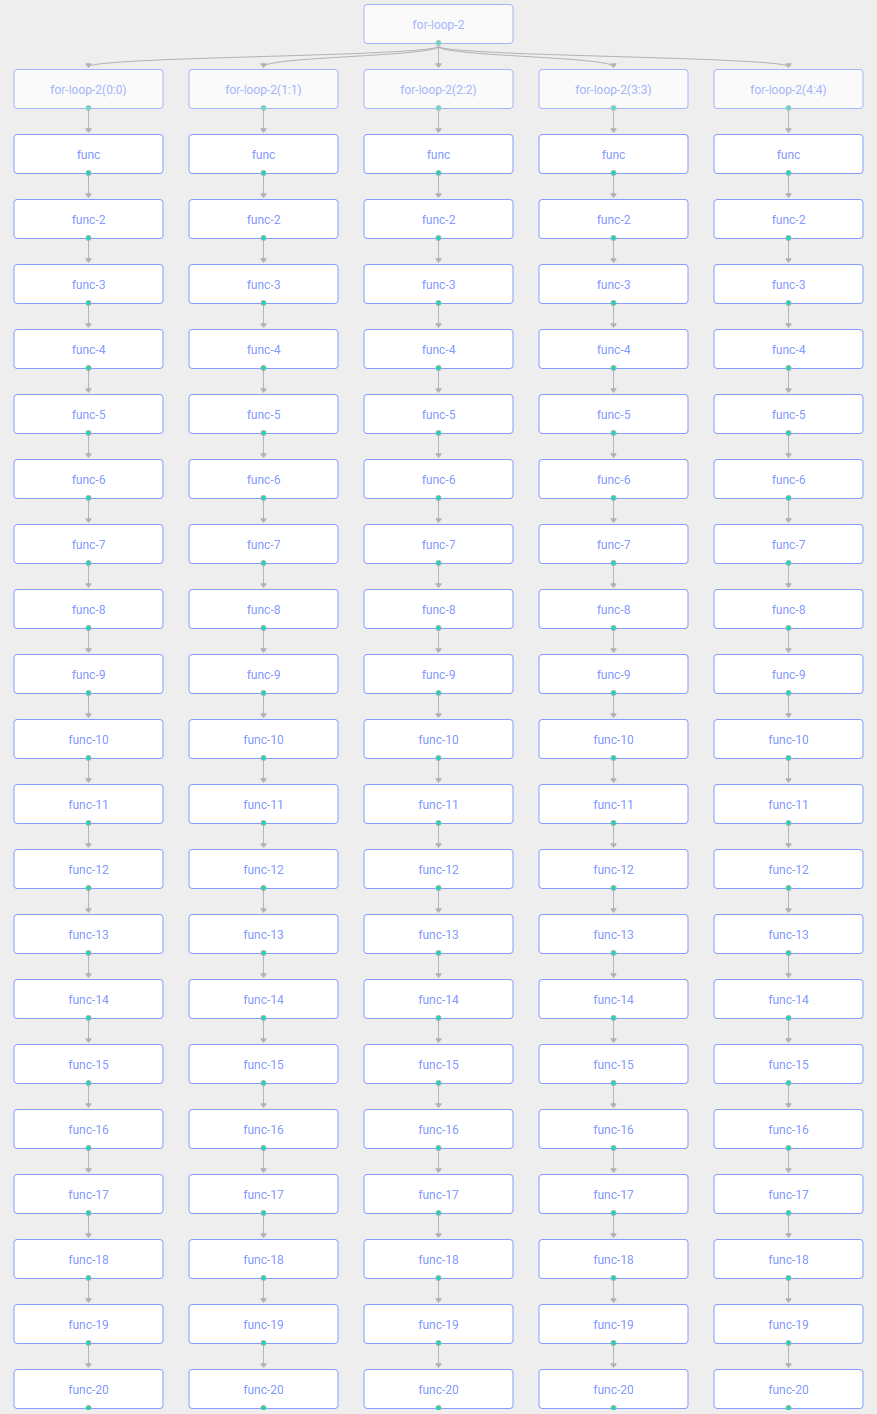 for-loop-2
for-loop-2(0:0) for-loop-2(1:1) for-loop-2(2:2) for-loop-2(3:3) for-loop-2(4:4)
func func func func func
func-2 func-2 func-2 func-2 func-2
func-3 func-3 func-3 func-3 func-3
func-4 func-4 func-4 func-4 func-4
func-5 func-5 func-5 func-5 func-5
func-6 func-6 func-6 func-6 func-6
func-7 func-7 func-7 func-7 func-7
func-8 func-8 func-8 func-8 func-8
func-9 func-9 func-9 func-9 func-9
func-10 func-10 func-10 func-10 func-10
func-11 func-11 func-11 func-11 func-11
func-12 func-12 func-12 func-12 func-12
func-13 func-13 func-13 func-13 func-13
func-14 func-14 func-14 func-14 func-14
func-15 func-15 func-15 func-15 func-15
func-16 func-16 func-16 func-16 func-16
func-17 func-17 func-17 func-17 func-17
func-18 func-18 func-18 func-18 func-18
func-19 func-19 func-19 func-19 func-19
func-20 func-20 func-20 func-20 func-20